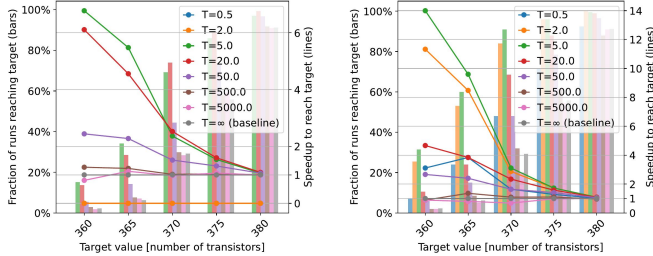 100%
80%
60%
40%
20%
0%
Fraction of runs reaching target (bars)
T=0.5
T=2.0
T=5.0
T=20.0
T=50.0
T=500.0
T=5000.0
T=∞ (baseline)
6
4
2
1
0
Speedup to reach target (lines)
360
365
370
375
380
Target value [number of transistors]
100%
80%
60%
40%
20%
0%
Fraction of runs reaching target (bars)
T=0.5
T=2.0
T=5.0
T=20.0
T=50.0
T=500.0
T=5000.0
T=∞ (baseline)
14
12
10
8
6
4
2
1
0
Speedup to reach target (lines)
360
365
370
375
380
Target value [number of transistors]